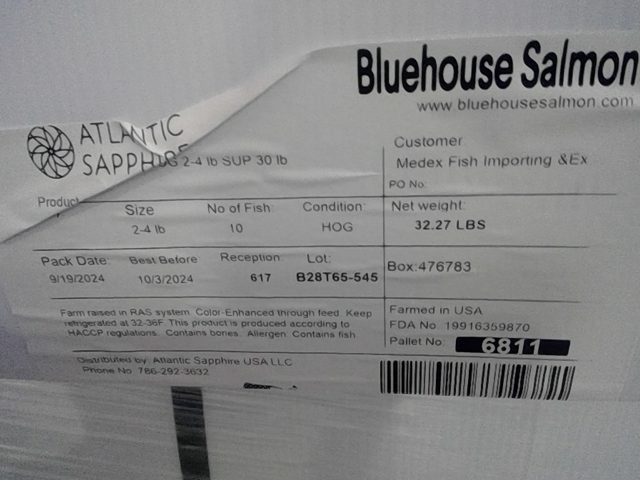 Bluehouse Salmon
www.bluehousesalmon.com
ATLANTIC
SAPPHIRE
2-4 lb SUP 30 lb
Customer
Medex Fish Importing &Ex
PO No:
Product
Size No of Fish: Condition: Net weight:
2-4 lb 10 HOG 32.27 LBS
Pack Date: Best Before Reception Lot: Box:476783
9/19/2024 10/3/2024 617 B28T65-545
Farm raised in RAS system. Color-Enhanced through feed. Keep
refrigerated at 32-36F. This product is produced according to
HACCP regulations. Contains bones. Allergen: Contains fish
Farmed in USA
FDA No: 19916359870
Pallet No: 6811
Distributed by: Atlantic Sapphire USA LLC
Phone No 786-292-3632